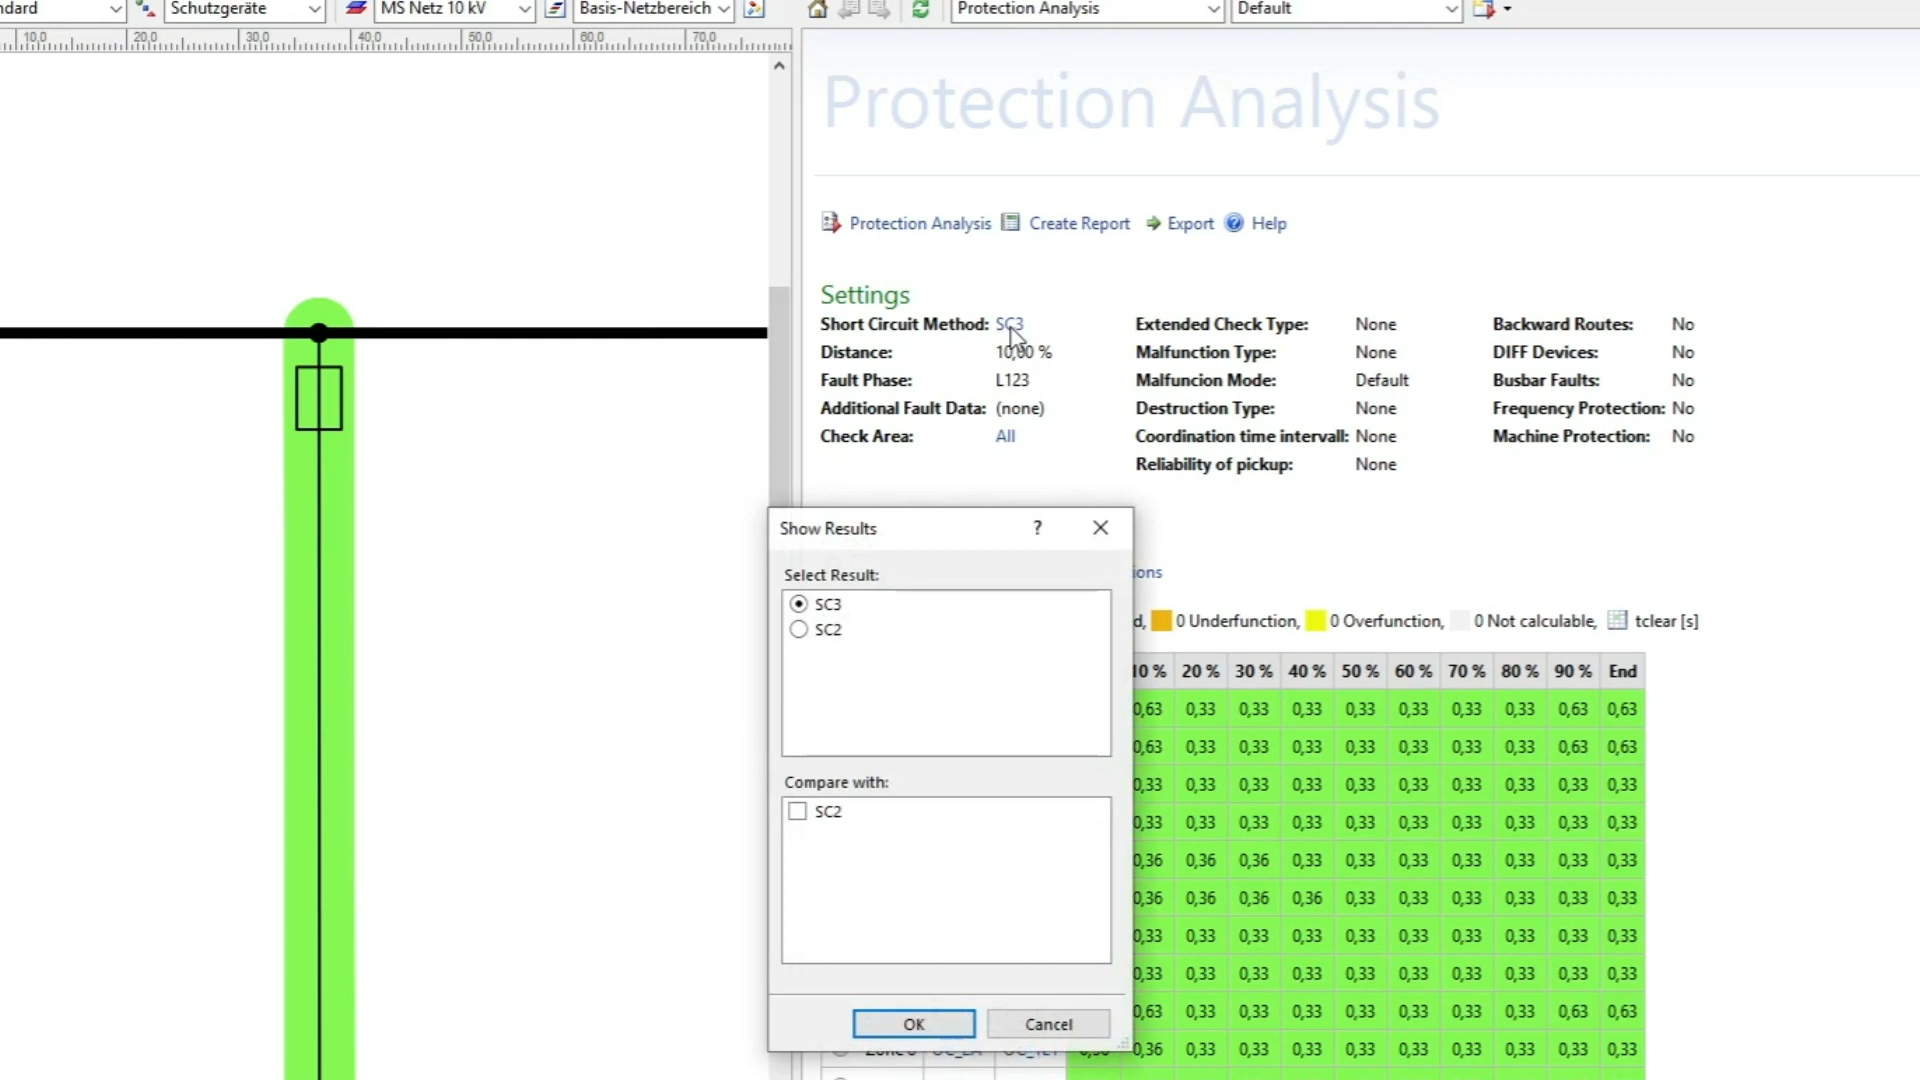 ndard Schutzgeräte MS Netz 10 kV Basis-Netzbereich Protection Analysis Default
10,0 20,0 30,0 40,0 50,0 60,0 70,0
Protection Analysis
Protection Analysis Create Report Export Help
Settings
Short Circuit Method: SC3 Extended Check Type: None Backward Routes: No
Distance: 10,00 % Malfunction Type: None DIFF Devices: No
Fault Phase: L123 Malfuncion Mode: Default Busbar Faults: No
Additional Fault Data: (none) Destruction Type: None Frequency Protection: No
Check Area: All Coordination time intervall: None Machine Protection: No
Reliability of pickup: None
Show Results ?
ions
Select Result:
SC3
SC2
Compare with:
SC2
OK Cancel
d, 0 Underfunction, 0 Overfunction, 0 Not calculable, tclear [s]
10 % 20 % 30 % 40 % 50 % 60 % 70 % 80 % 90 % End
0,63 0,33 0,33 0,33 0,33 0,33 0,33 0,33 0,63 0,63
0,63 0,33 0,33 0,33 0,33 0,33 0,33 0,33 0,63 0,63
0,33 0,33 0,33 0,33 0,33 0,33 0,33 0,33 0,33 0,33
0,33 0,33 0,33 0,33 0,33 0,33 0,33 0,33 0,33 0,33
0,36 0,36 0,36 0,33 0,33 0,33 0,33 0,33 0,33 0,33
0,36 0,36 0,36 0,36 0,33 0,33 0,33 0,33 0,33 0,33
0,33 0,33 0,33 0,33 0,33 0,33 0,33 0,33 0,33 0,33
0,33 0,33 0,33 0,33 0,33 0,33 0,33 0,33 0,33 0,33
0,63 0,33 0,33 0,33 0,33 0,33 0,33 0,33 0,63 0,63
0,36 0,33 0,33 0,33 0,33 0,33 0,33 0,33 0,33 0,33